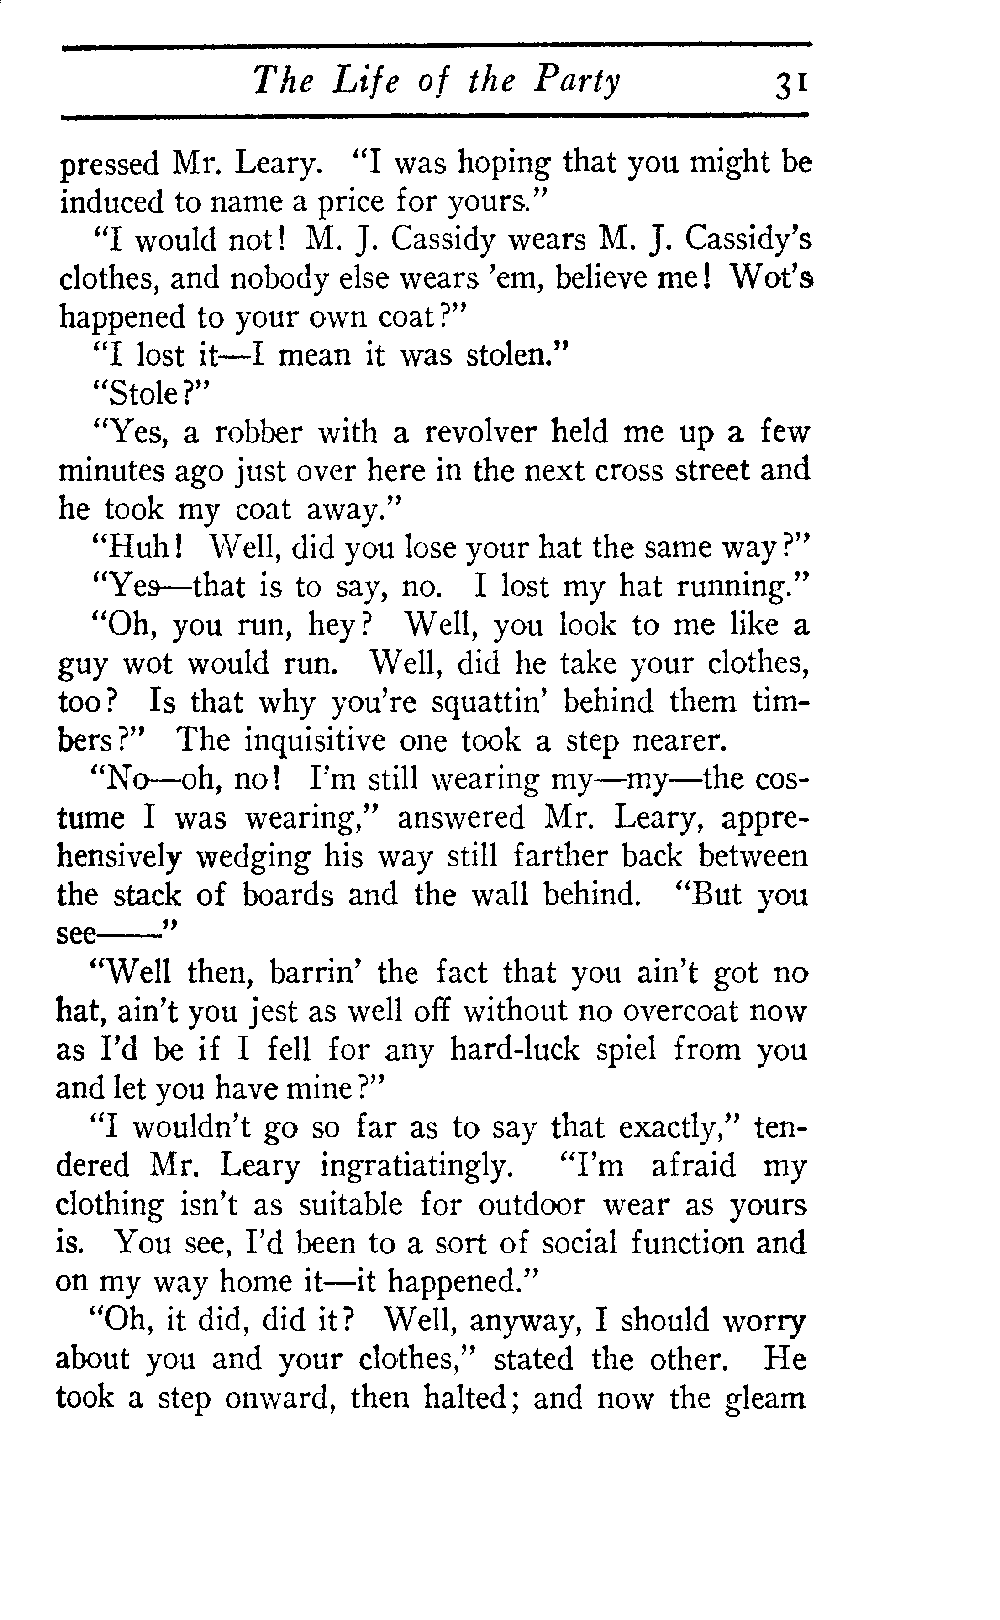 The Life of the Party 31
pressed Mr. Leary. "I was hoping that you might be
induced to name a price for yours."
"I would not! M. J. Cassidy wears M. J. Cassidy's
clothes, and nobody else wears 'em, believe me! Wot's
happened to your own coat?"
"I lost it—I mean it was stolen."
"Stole?"
"Yes, a robber with a revolver held me up a few
minutes ago just over here in the next cross street and
he took my coat away."
"Huh! Well, did you lose your hat the same way?"
"Yes—that is to say, no. I lost my hat running."
"Oh, you run, hey? Well, you look to me like a
guy wot would run. Well, did he take your clothes,
too? Is that why you're squattin' behind them tim-
bers?" The inquisitive one took a step nearer.
"No—oh, no! I'm still wearing my—my—the cos-
tume I was wearing," answered Mr. Leary, appre-
hensively wedging his way still farther back between
the stack of boards and the wall behind. "But you
see——"
"Well then, barrin' the fact that you ain't got no
hat, ain't you jest as well off without no overcoat now
as I'd be if I fell for any hard-luck spiel from you
and let you have mine?"
"I wouldn't go so far as to say that exactly," ten-
dered Mr. Leary ingratiatingly. "I'm afraid my
clothing isn't as suitable for outdoor wear as yours
is. You see, I'd been to a sort of social function and
on my way home it—it happened."
"Oh, it did, did it? Well, anyway, I should worry
about you and your clothes," stated the other. He
took a step onward, then halted; and now the gleam